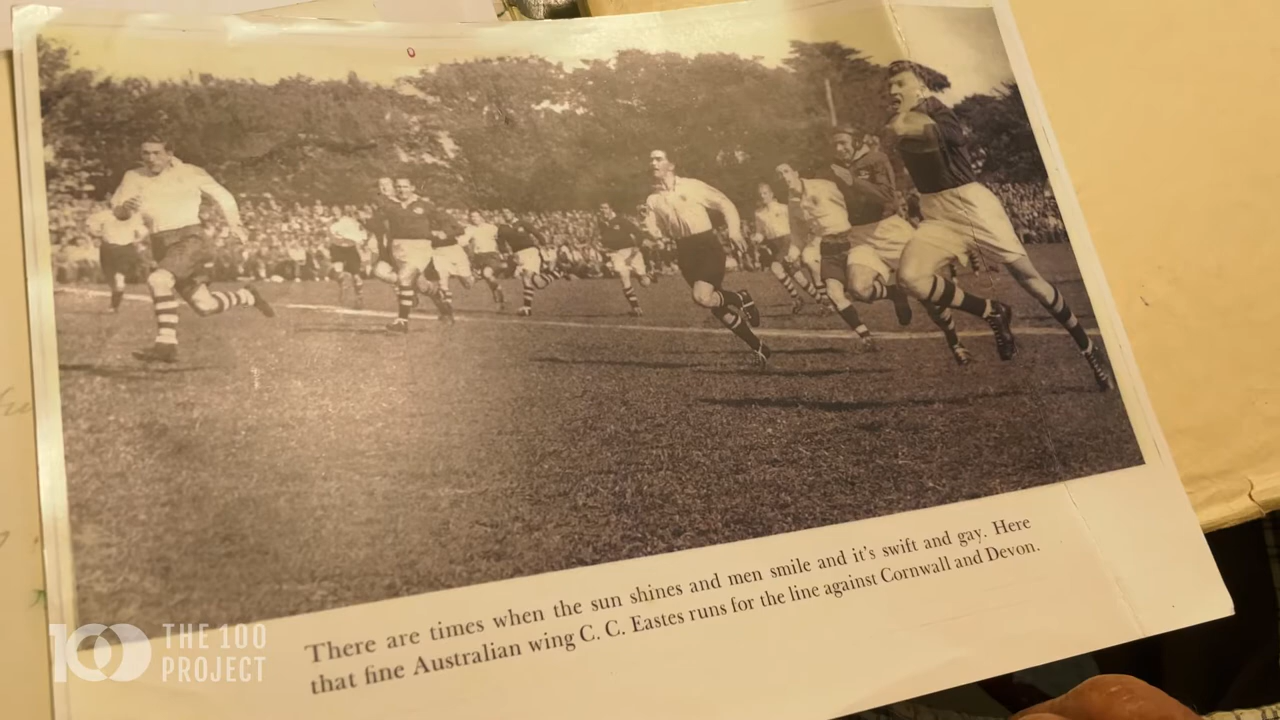 There are times when the sun shines and men smile and it's swift and gay. Here
that fine Australian wing C. C. Eastes runs for the line against Cornwall and Devon.
100 THE 100
PROJECT